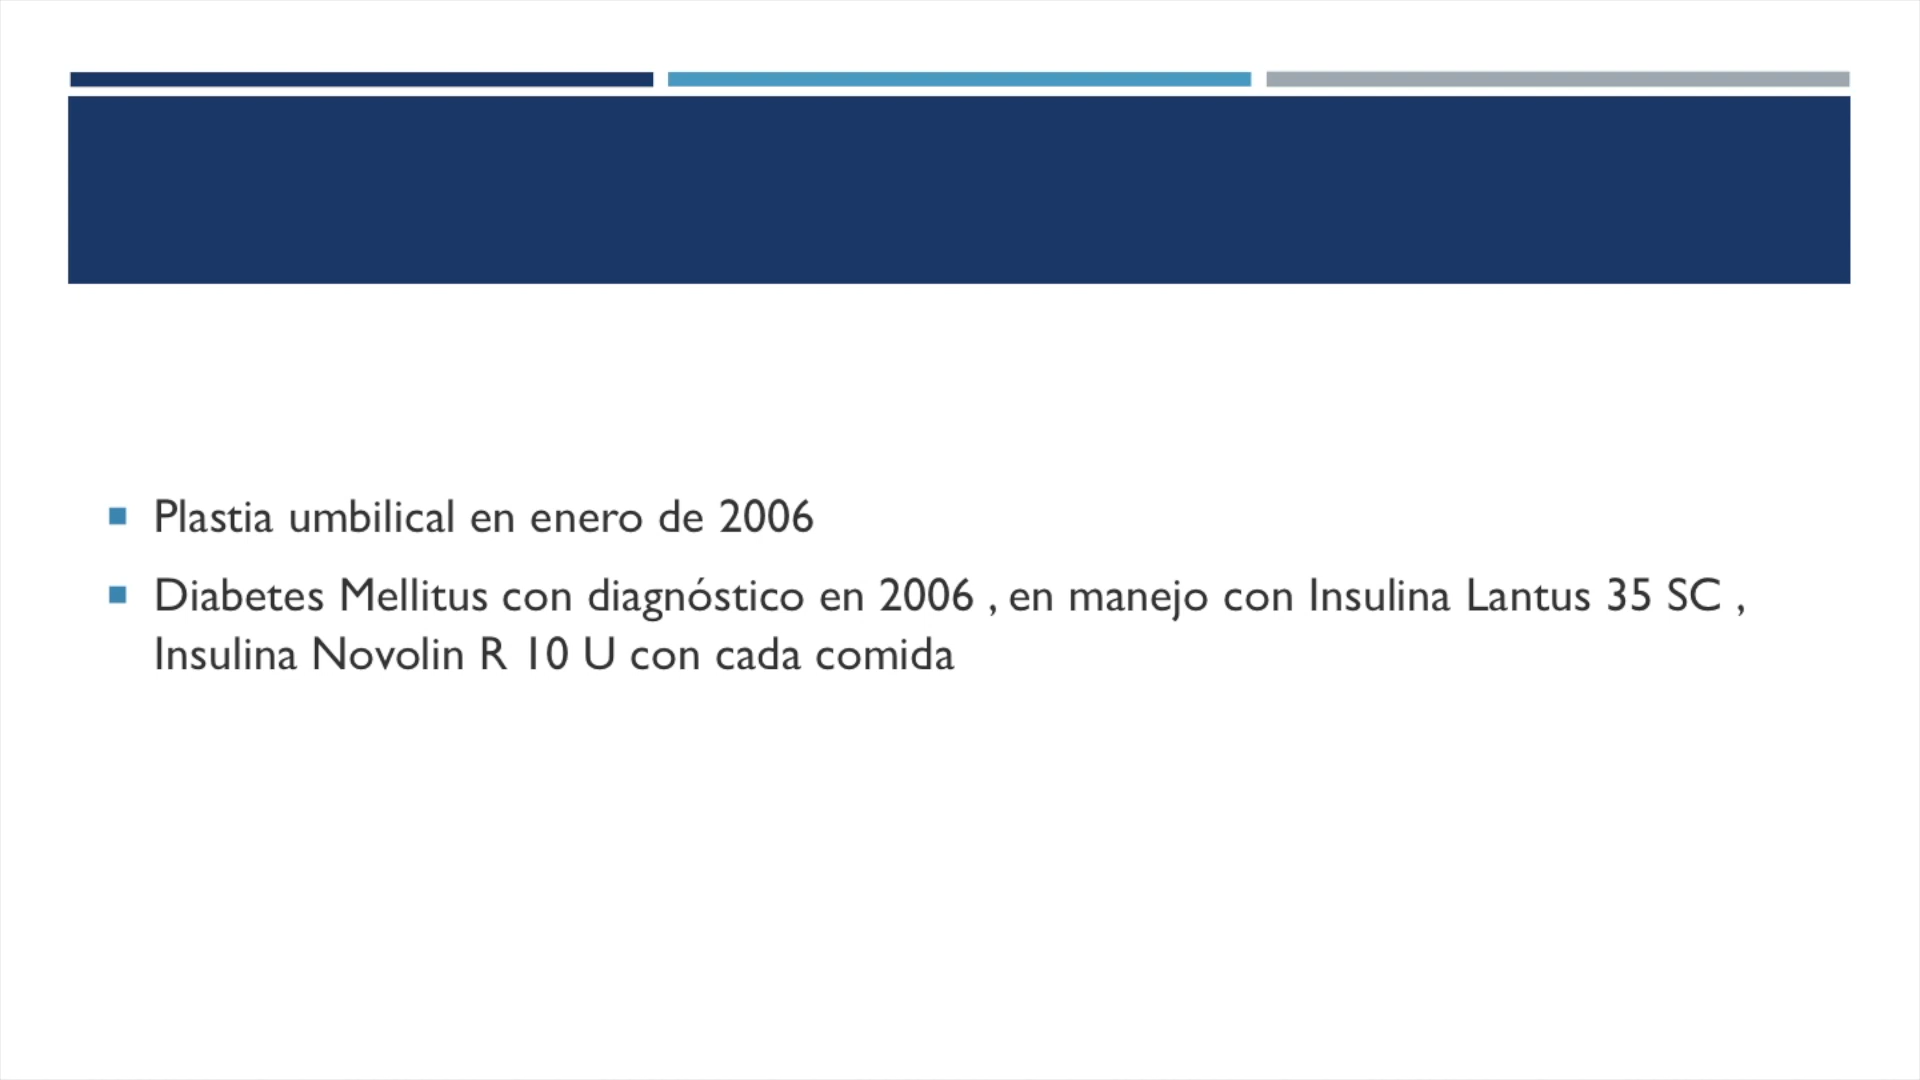 Plastia umbilical en enero de 2006
Diabetes Mellitus con diagnóstico en 2006 , en manejo con Insulina Lantus 35 SC ,
Insulina Novolin R 10 U con cada comida